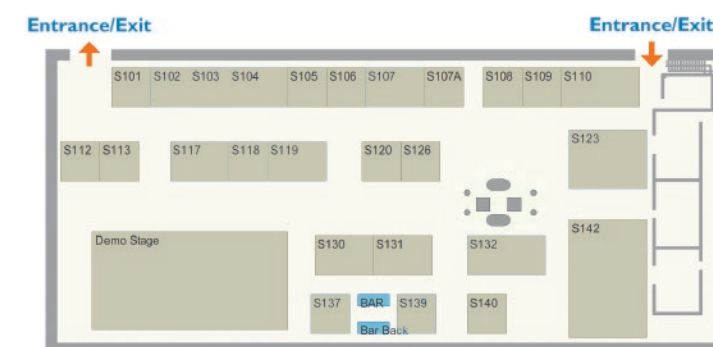 Entrance/Exit
Entrance/Exit
S101 S102 S103 S104 S105 S106 S107 S107A S108 S109 S110
S123
S112 S113 S117 S118 S119 S120 S126
S142
Demo Stage S130 S131 S132
S137 BAR S139 S140
Bar Back